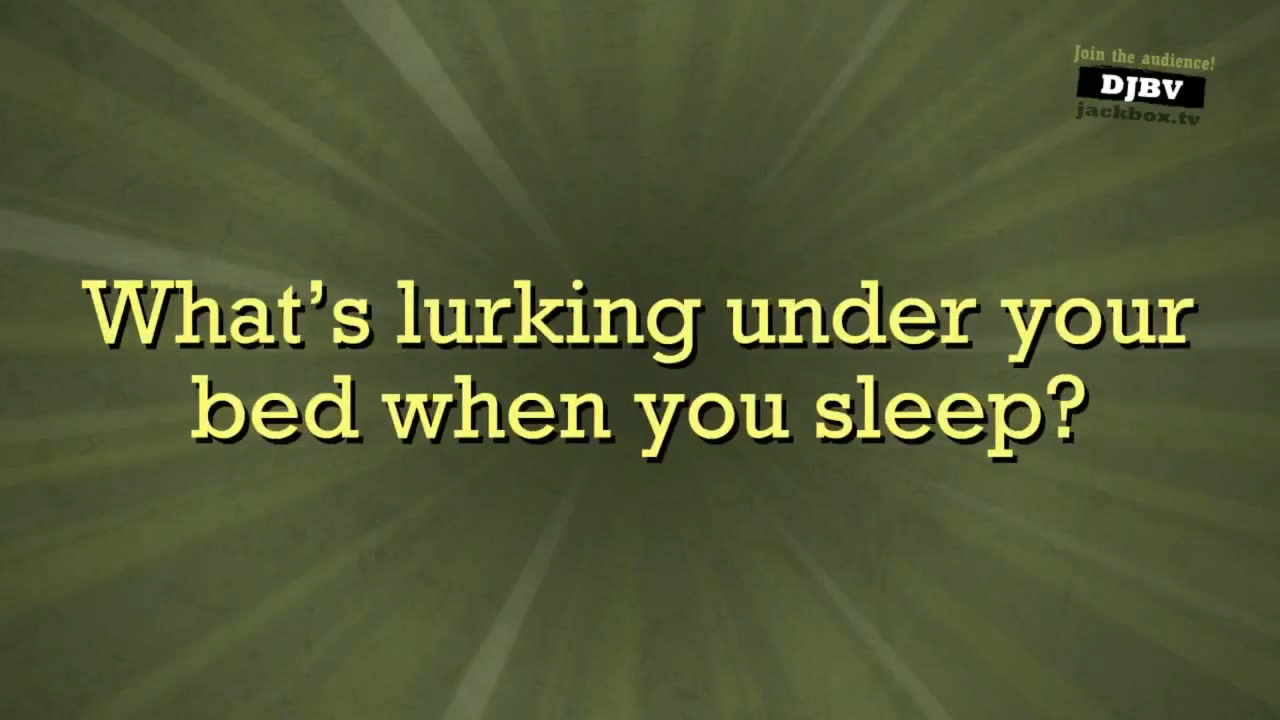 Join the audience!
DJBV
jackbox.tv
What's lurking under your
bed when you sleep?